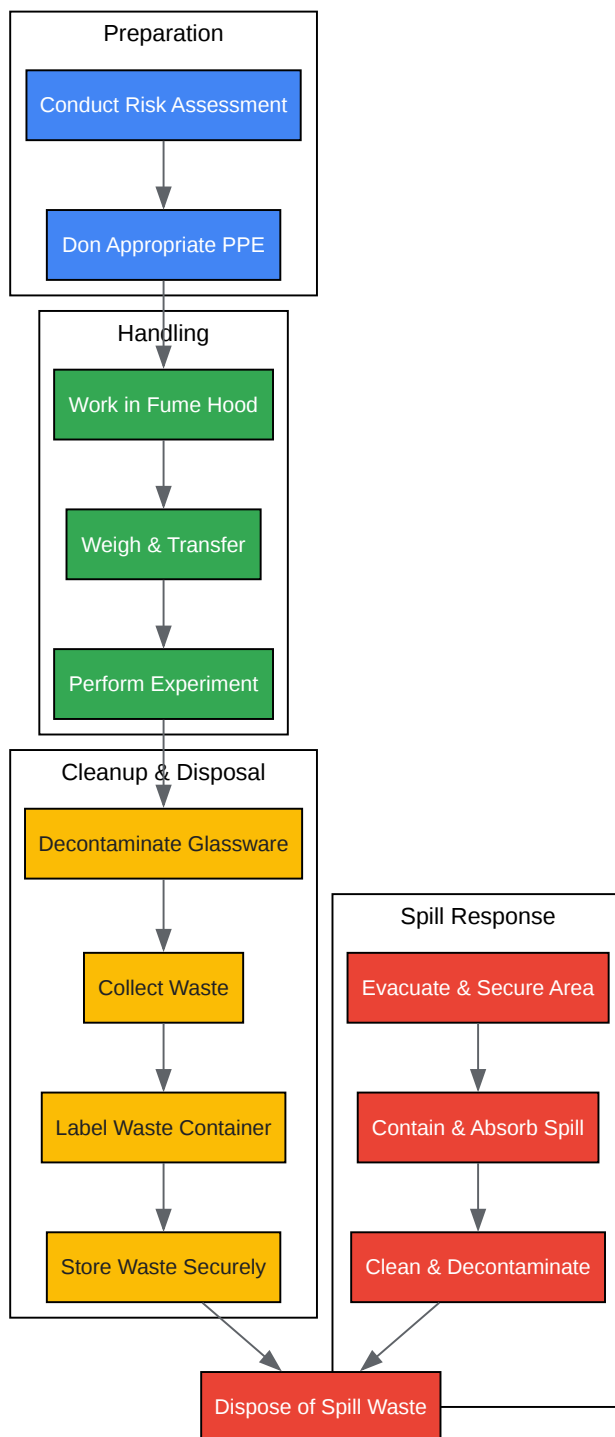 Preparation
Conduct Risk Assessment
Don Appropriate PPE
Handling
Work in Fume Hood
Weigh & Transfer
Perform Experiment
Cleanup & Disposal
Decontaminate Glassware
Collect Waste
Label Waste Container
Store Waste Securely
Spill Response
Evacuate & Secure Area
Contain & Absorb Spill
Clean & Decontaminate
Dispose of Spill Waste